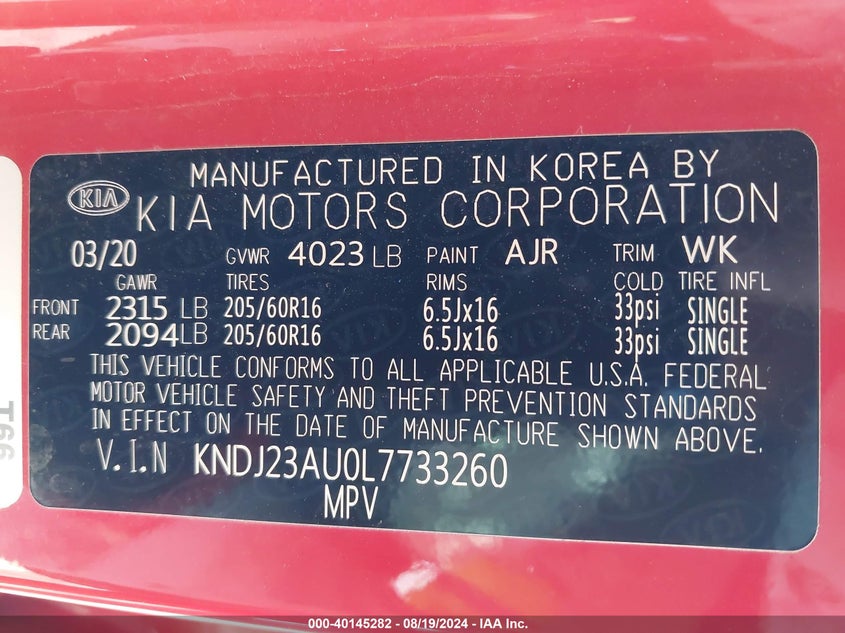 MANUFACTURED IN KOREA BY
KIA KIA MOTORS CORPORATION
03/20 GVWR 4023 LB PAINT AJR TRIM WK
GAWR TIRES RIMS COLD TIRE INFL
FRONT 2315 LB 205/60R16 6.5Jx16 33psi SINGLE
REAR 2094 LB 205/60R16 6.5Jx16 33psi SINGLE
THIS VEHICLE CONFORMS TO ALL APPLICABLE U.S.A. FEDERAL
MOTOR VEHICLE SAFETY AND THEFT PREVENTION STANDARDS
IN EFFECT ON THE DATE OF MANUFACTURE SHOWN ABOVE.
V.I.N KNDJ23AU0L7733260
MPV
000-40145282 - 08/19/2024 - IAA Inc.